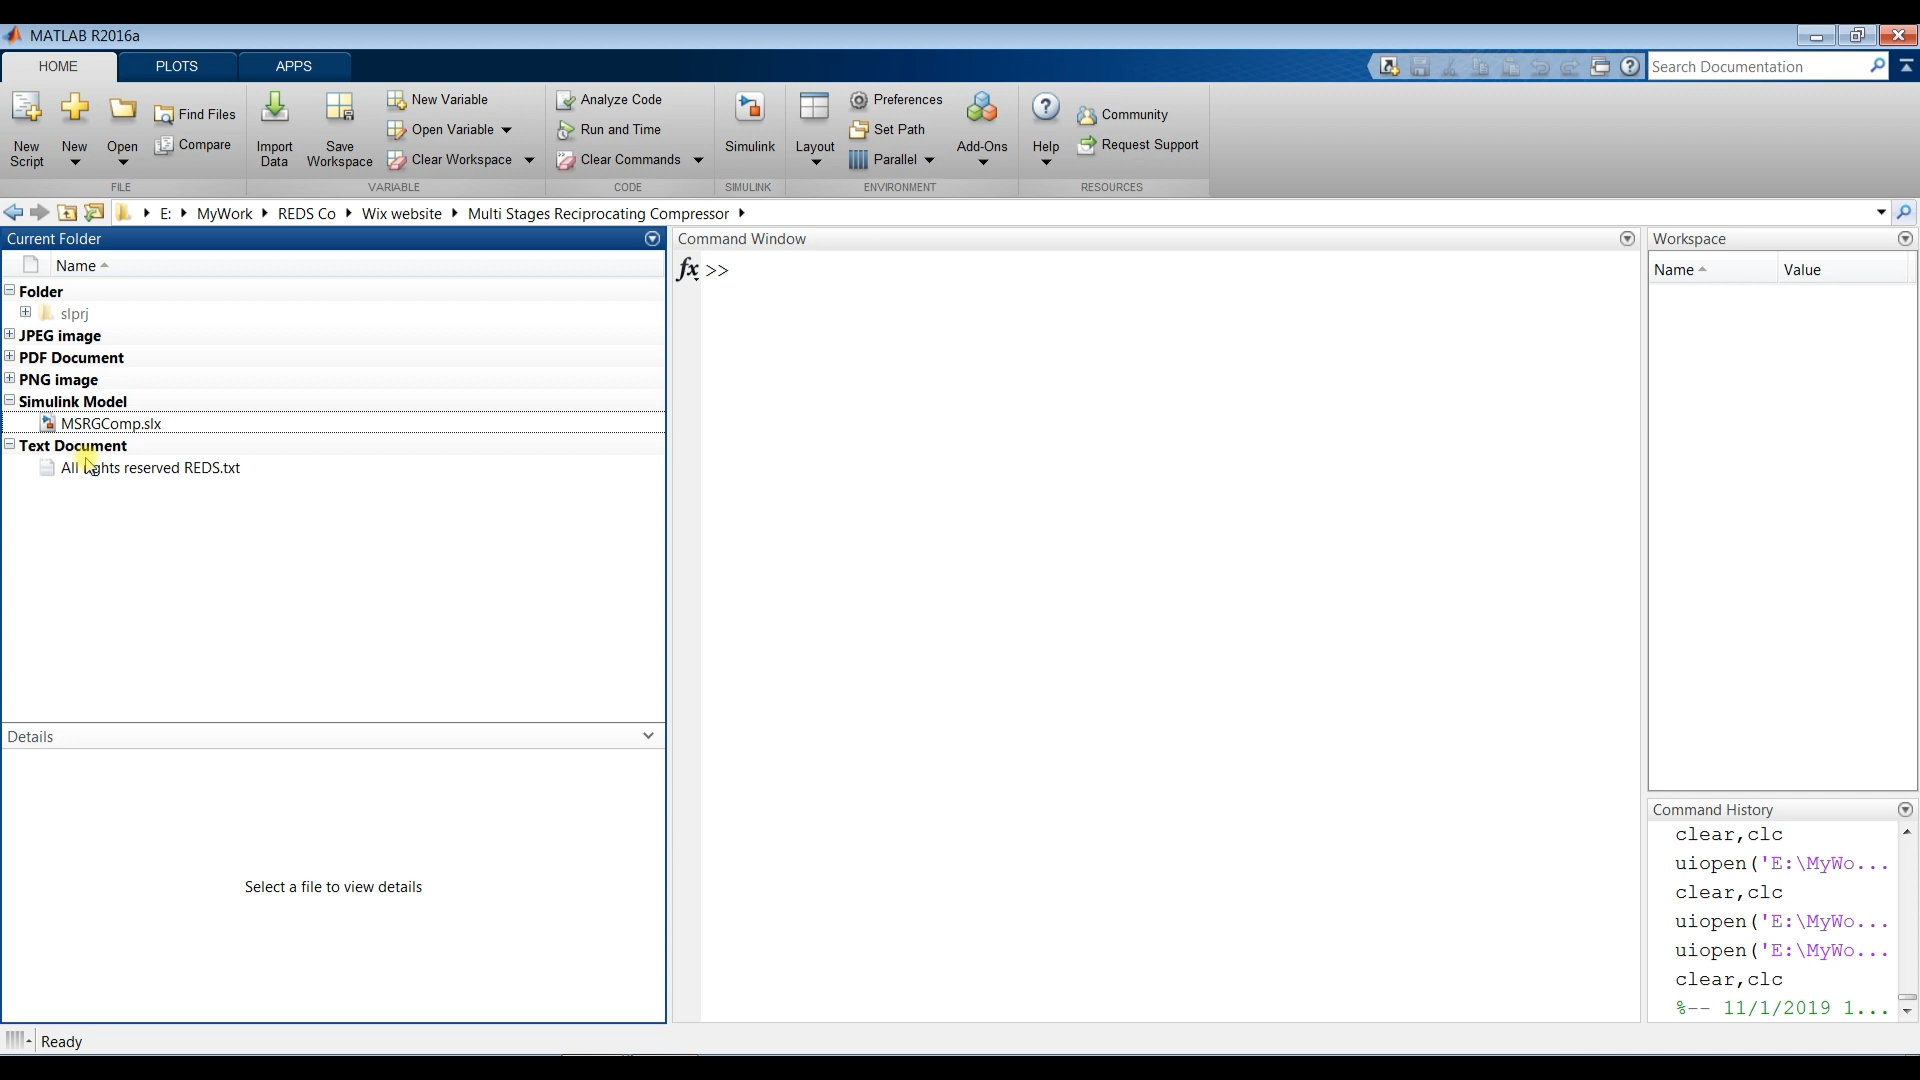 MATLAB R2016a
HOME PLOTS APPS
Search Documentation
New Script
New
Open
Find Files
Compare
FILE
Import Data
Save Workspace
New Variable
Open Variable
Clear Workspace
VARIABLE
Analyze Code
Run and Time
Clear Commands
CODE
Simulink
SIMULINK
Layout
Preferences
Set Path
Parallel
Add-Ons
ENVIRONMENT
Help
Community
Request Support
RESOURCES
E: MyWork REDS Co Wix website Multi Stages Reciprocating Compressor
Current Folder
Name
Folder
slprj
JPEG image
PDF Document
PNG image
Simulink Model
MSRGComp.slx
Text Document
All rights reserved REDS.txt
Details
Select a file to view details
Command Window
fx >>
Workspace
Name Value
Command History
clear,clc
uiopen('E:\MyWo...
clear,clc
uiopen('E:\MyWo...
uiopen('E:\MyWo...
clear,clc
%-- 11/1/2019 1...
Ready